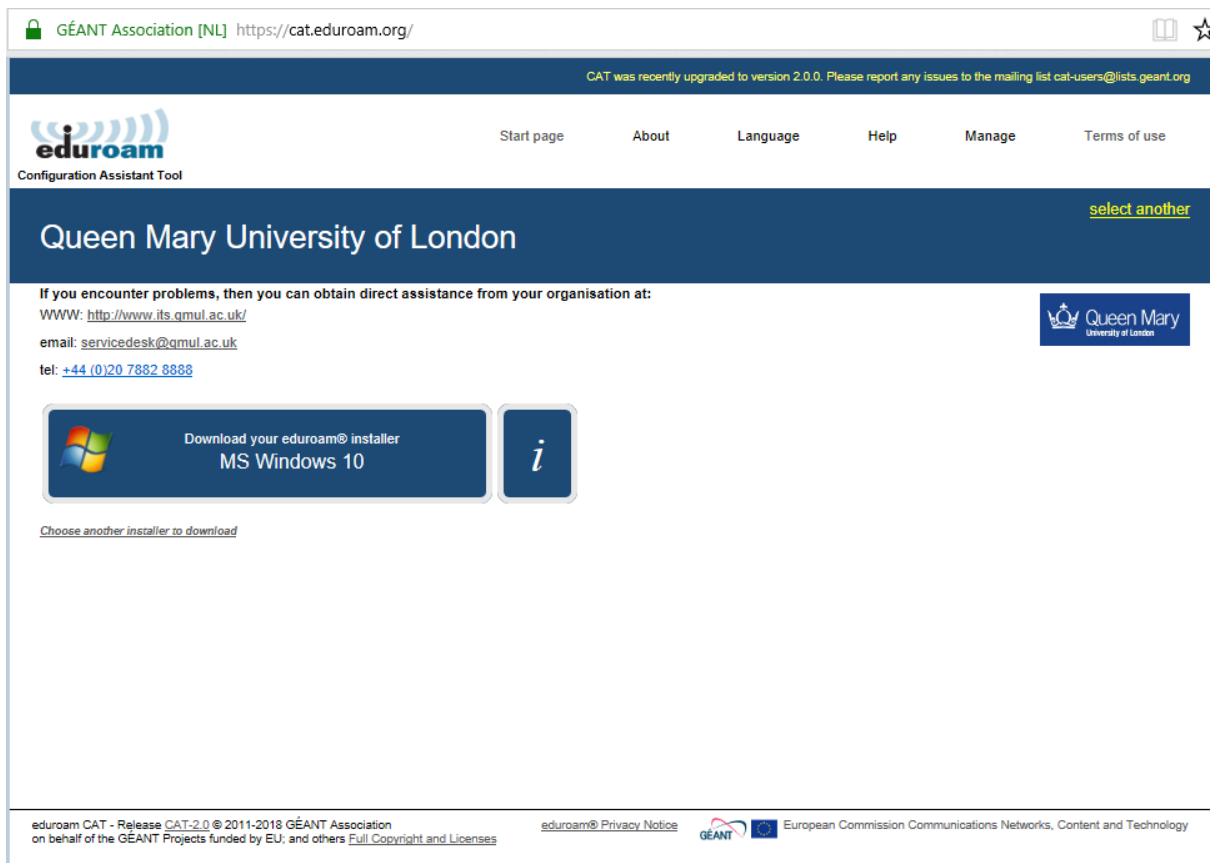 GÉANT Association [NL] https://cat.eduroam.org/
CAT was recently upgraded to version 2.0.0. Please report any issues to the mailing list cat-users@lists.geant.org
eduroam
Configuration Assistant Tool
Start page About Language Help Manage Terms of use
select another
Queen Mary University of London
If you encounter problems, then you can obtain direct assistance from your organisation at:
WWW: http://www.its.qmul.ac.uk/
email: servicedesk@qmul.ac.uk
tel: +44 (0)20 7882 8888
Queen Mary
University of London
Download your eduroam® installer
MS Windows 10
i
Choose another installer to download
eduroam CAT - Release CAT-2.0 © 2011-2018 GÉANT Association
on behalf of the GÉANT Projects funded by EU; and others Full Copyright and Licenses
eduroam® Privacy Notice
GÉANT
European Commission Communications Networks, Content and Technology